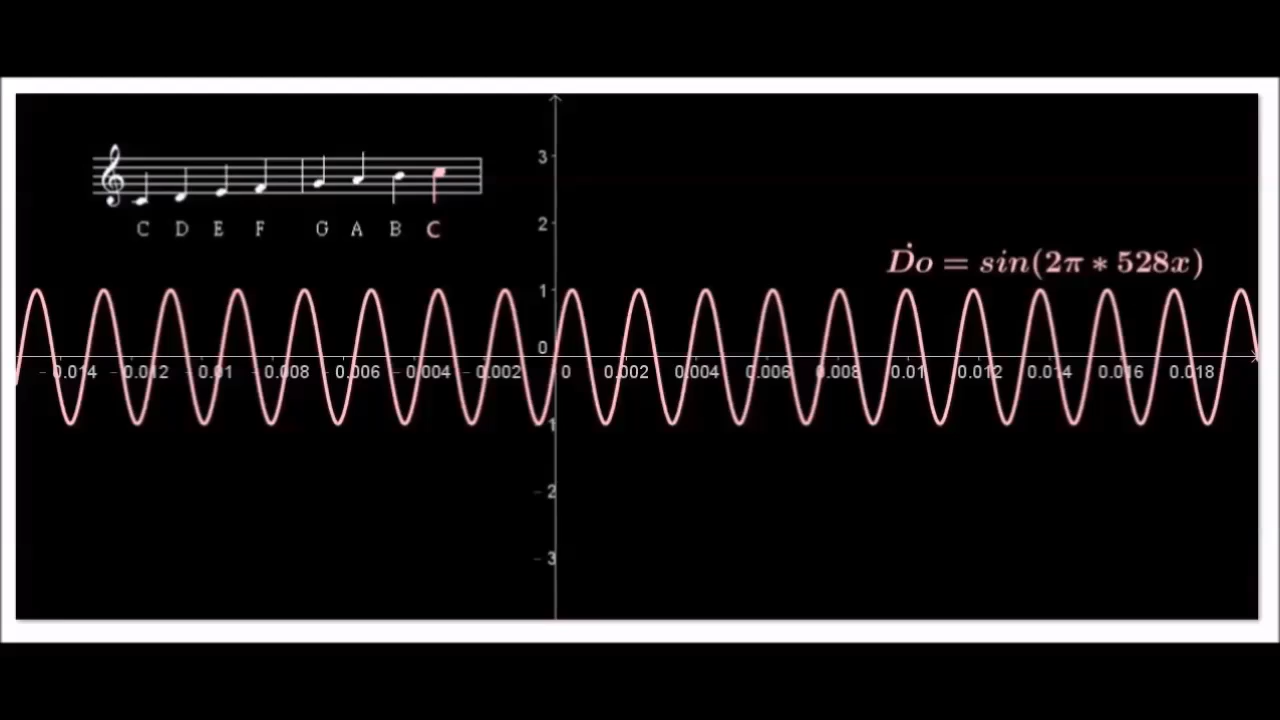 C D E F G A B C
3
2
Ḋo = sin(2π ∗ 528x)
1
0
- 0.014 - 0.012 - 0.01 - 0.008 - 0.006 - 0.004 - 0.002 0 0.002 0.004 0.006 0.008 0.01 0.012 0.014 0.016 0.018
1
- 2
- 3